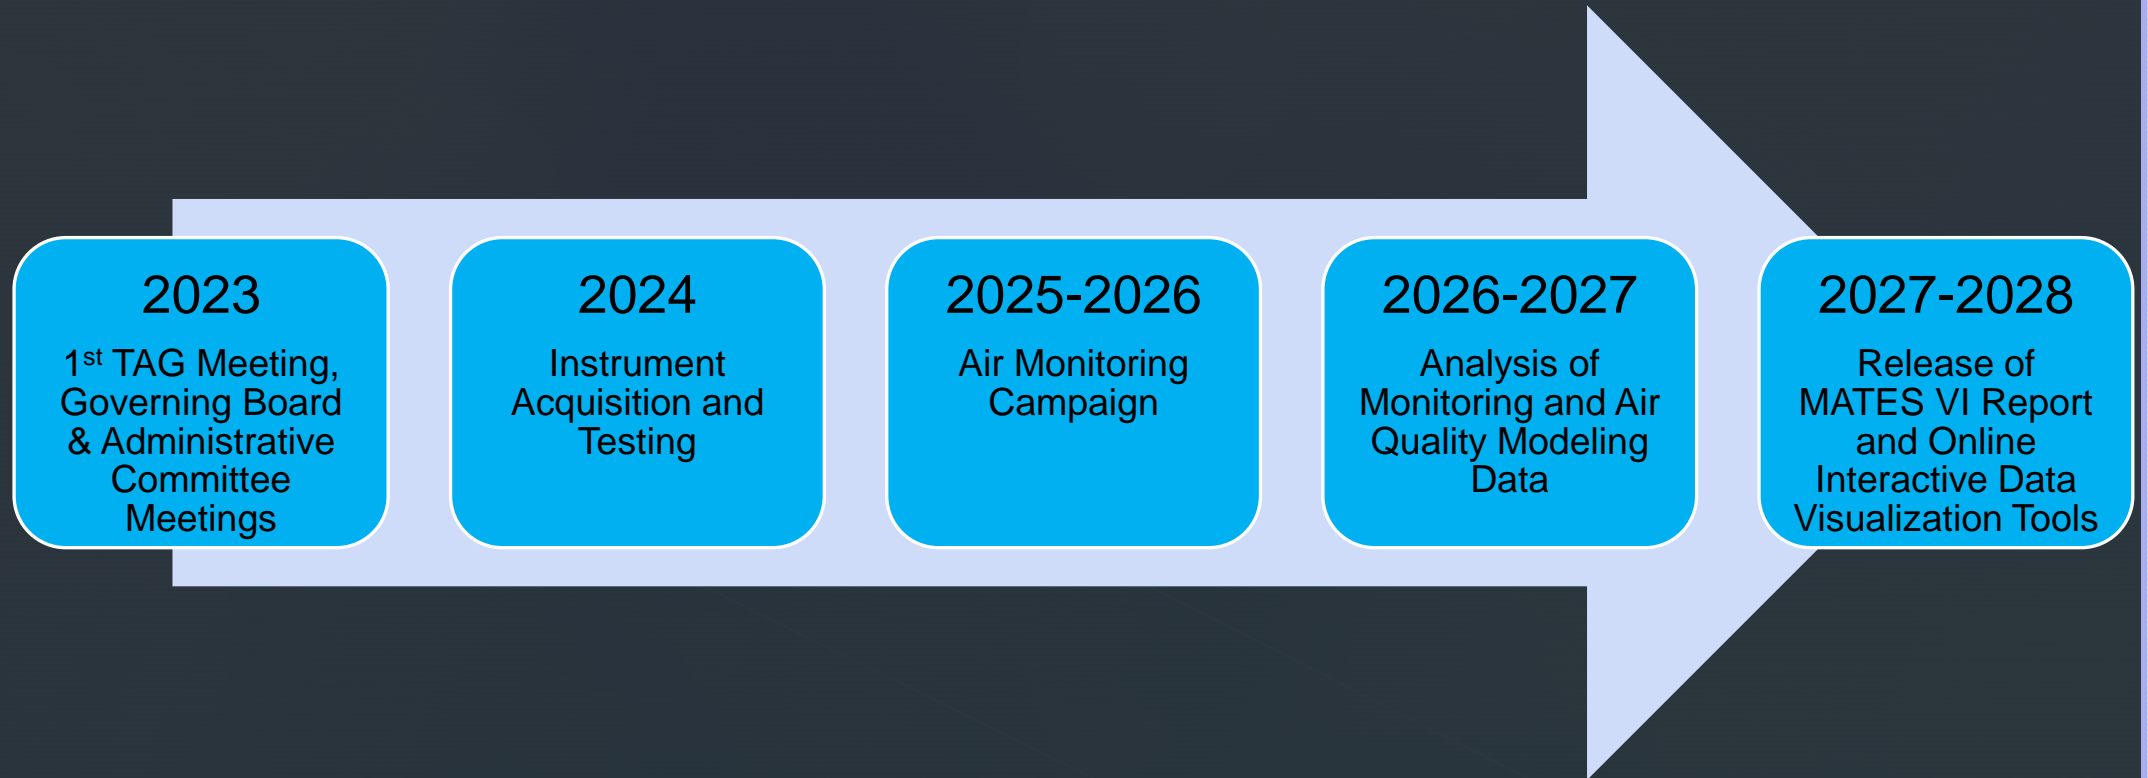 2023
1st TAG Meeting,
Governing Board
& Administrative
Committee
Meetings
2024
Instrument
Acquisition and
Testing
2025-2026
Air Monitoring
Campaign
2026-2027
Analysis of
Monitoring and Air
Quality Modeling
Data
2027-2028
Release of
MATES VI Report
and Online
Interactive Data
Visualization Tools